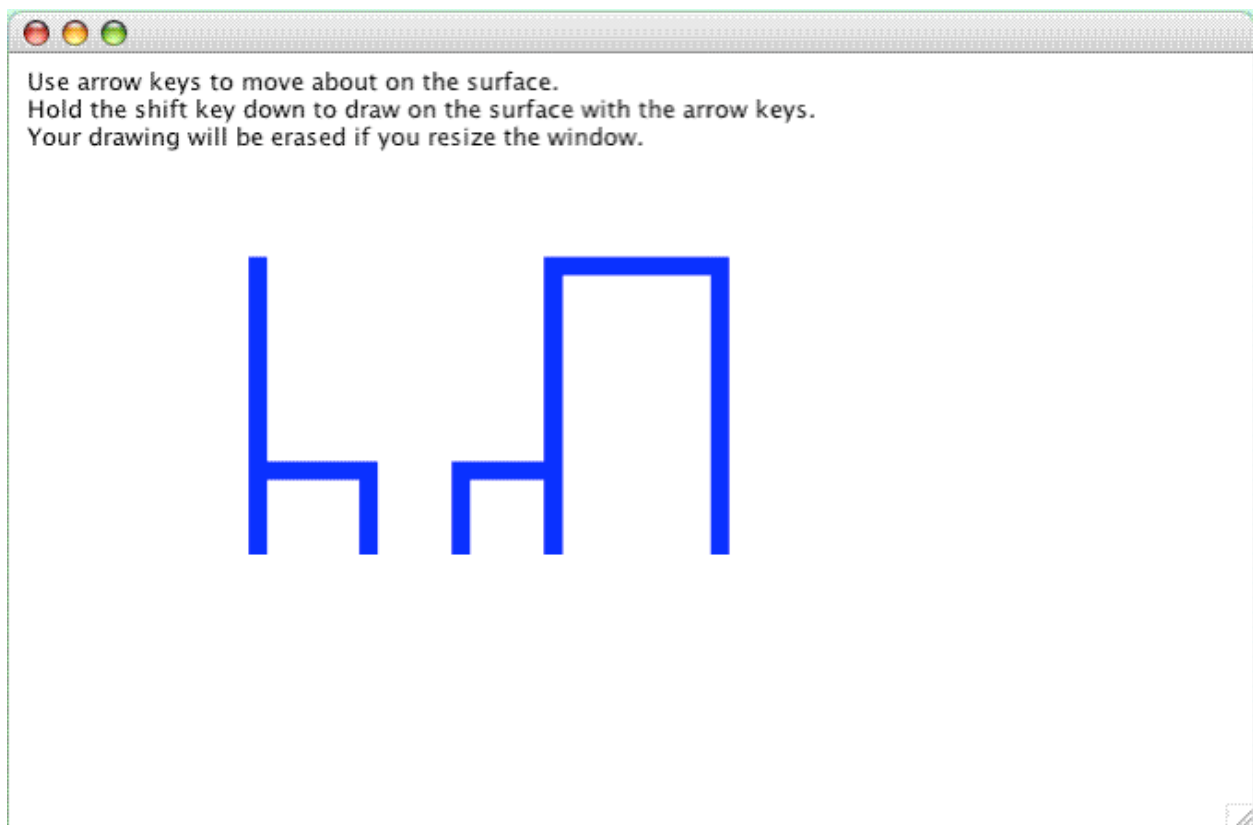 Use arrow keys to move about on the surface.
Hold the shift key down to draw on the surface with the arrow keys.
Your drawing will be erased if you resize the window.